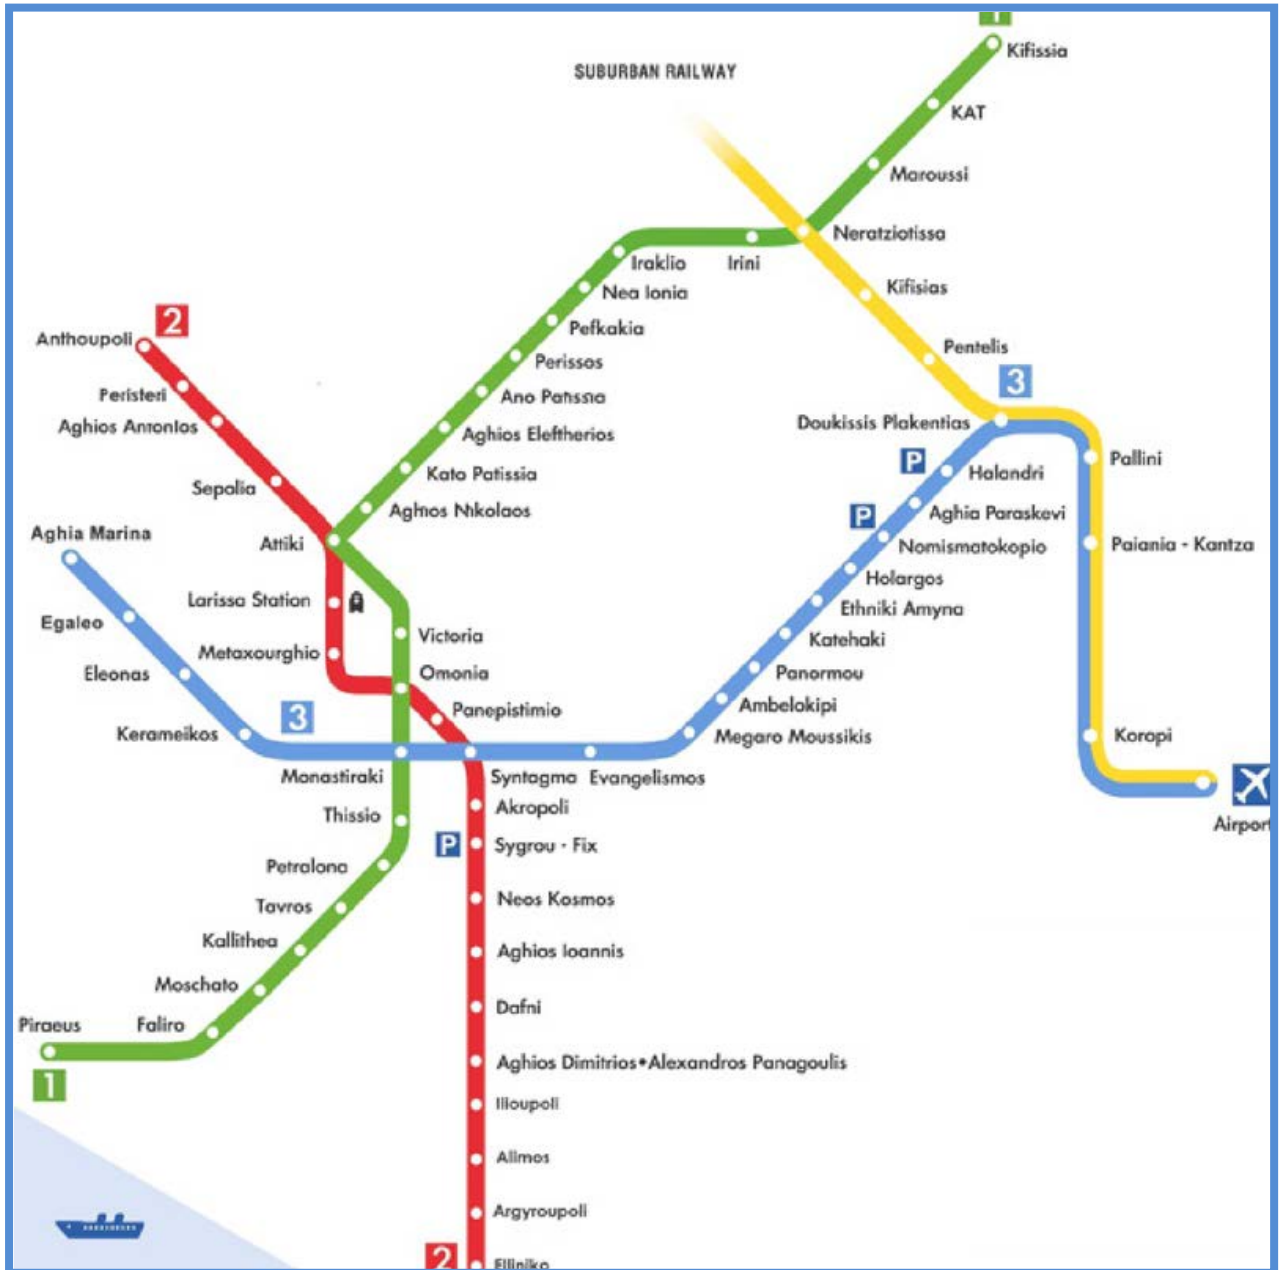 1
Kifissia
SUBURBAN RAILWAY
KAT
Maroussi
Neratziotissa
Iraklio
Irini
Kifisias
Nea Ionia
2
Pefkakia
Anthoupoli
Pentelis
Perissos
3
Peristeri
Ano Patissia
Aghios Antonios
Doukissis Plakentias
Aghios Eleftherios
Pallini
P
Halandri
Kato Patissia
Sepolia
Aghios Nikolaos
P
Aghia Paraskevi
Aghia Marina
Attiki
Nomismatokopio
Paiania - Kantza
Holargos
Larissa Station
Ethniki Amyna
Egaleo
Victoria
Katehaki
Metaxourghio
Eleonas
Omonia
Panormou
Panepistimio
Ambelokipi
3
Kerameikos
Megaro Moussikis
Koropi
Monastiraki
Syntagma
Evangelismos
Akropoli
Thissio
Airport
P
Sygrou - Fix
Petralona
Neos Kosmos
Tavros
Kallithea
Aghios Ioannis
Moschato
Dafni
Piraeus
Faliro
Aghios Dimitrios•Alexandros Panagoulis
1
Ilioupoli
Alimos
Argyroupoli
2
Elliniko